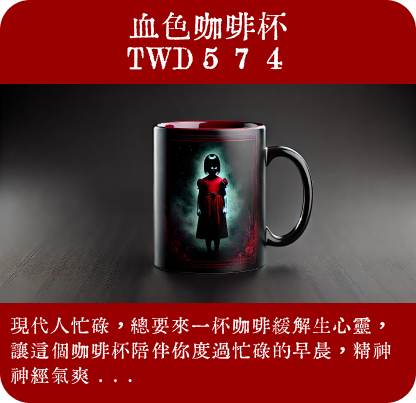 血色咖啡杯
TWD５７４
現代人忙碌，總要來一杯咖啡緩解生心靈，
讓這個咖啡杯陪伴你度過忙碌的早晨，精神
神經氣爽...